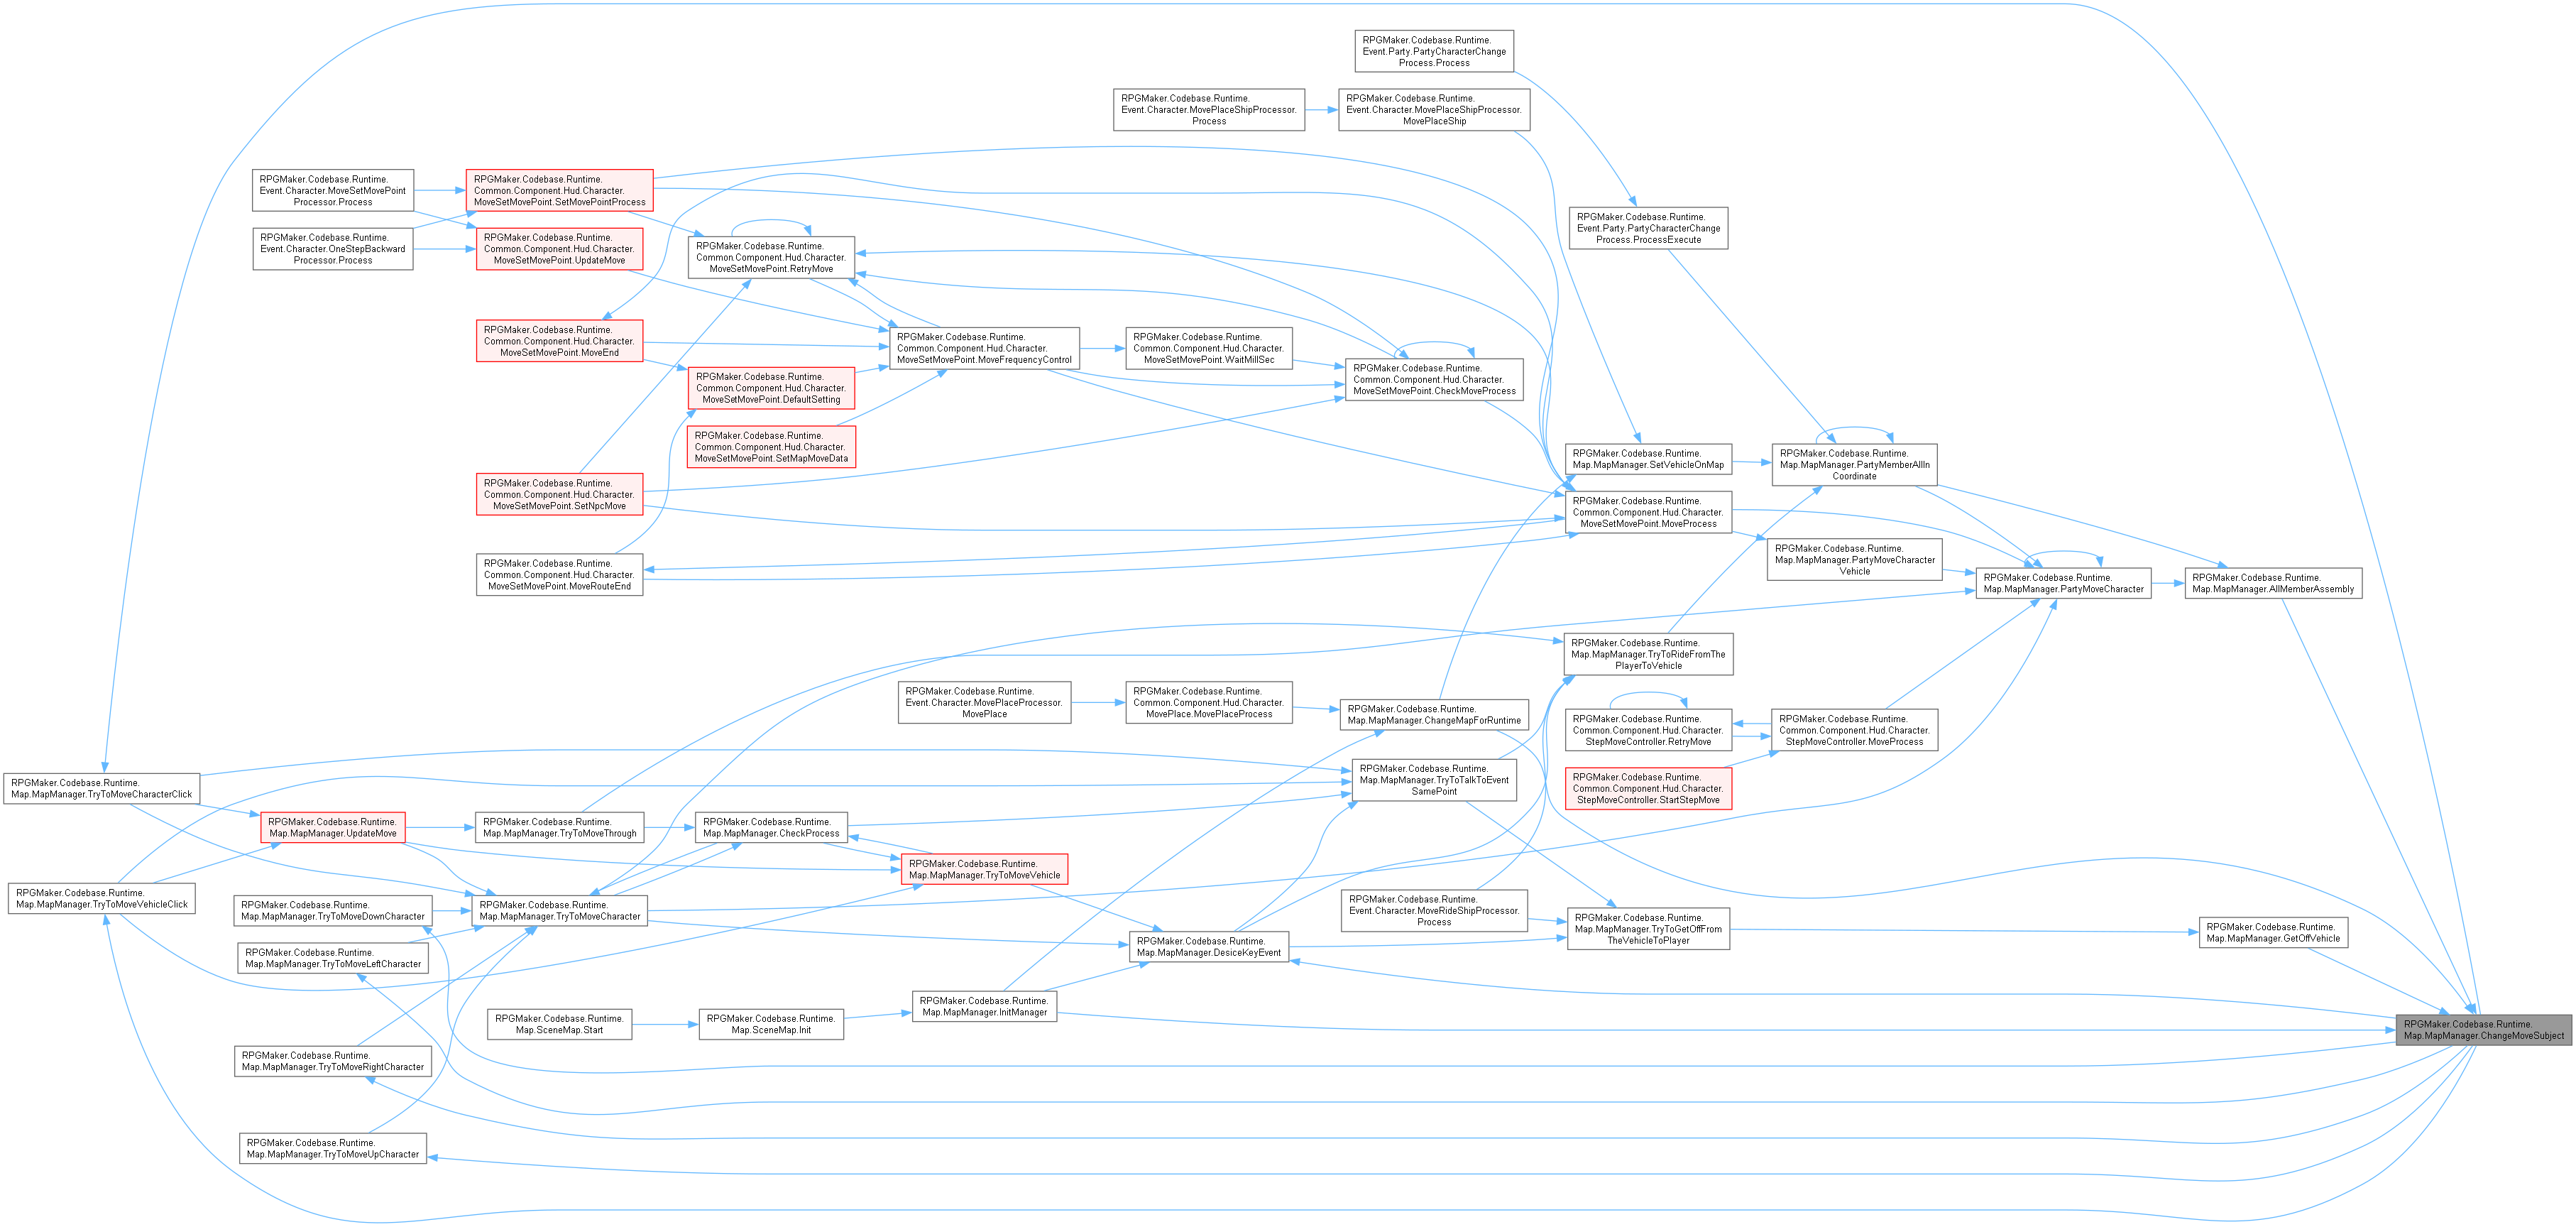 RPGMaker.Codebase.Runtime.
Event.Party.PartyCharacterChange
Process.Process
RPGMaker.Codebase.Runtime.
Event.Character.MovePlaceShipProcessor.
Process
RPGMaker.Codebase.Runtime.
Event.Character.MovePlaceShipProcessor.
MovePlaceShip
RPGMaker.Codebase.Runtime.
Event.Character.MoveSetMovePoint
Processor.Process
RPGMaker.Codebase.Runtime.
Common.Component.Hud.Character.
MoveSetMovePoint.SetMovePointProcess
RPGMaker.Codebase.Runtime.
Event.Party.PartyCharacterChange
Process.ProcessExecute
RPGMaker.Codebase.Runtime.
Event.Character.OneStepBackward
Processor.Process
RPGMaker.Codebase.Runtime.
Common.Component.Hud.Character.
MoveSetMovePoint.UpdateMove
RPGMaker.Codebase.Runtime.
Common.Component.Hud.Character.
MoveSetMovePoint.RetryMove
RPGMaker.Codebase.Runtime.
Common.Component.Hud.Character.
MoveSetMovePoint.MoveEnd
RPGMaker.Codebase.Runtime.
Common.Component.Hud.Character.
MoveSetMovePoint.MoveFrequencyControl
RPGMaker.Codebase.Runtime.
Common.Component.Hud.Character.
MoveSetMovePoint.WaitMillSec
RPGMaker.Codebase.Runtime.
Common.Component.Hud.Character.
MoveSetMovePoint.CheckMoveProcess
RPGMaker.Codebase.Runtime.
Common.Component.Hud.Character.
MoveSetMovePoint.DefaultSetting
RPGMaker.Codebase.Runtime.
Common.Component.Hud.Character.
MoveSetMovePoint.SetMapMoveData
RPGMaker.Codebase.Runtime.
Map.MapManager.SetVehicleOnMap
RPGMaker.Codebase.Runtime.
Map.MapManager.PartyMemberAllIn
Coordinate
RPGMaker.Codebase.Runtime.
Common.Component.Hud.Character.
MoveSetMovePoint.SetNpcMove
RPGMaker.Codebase.Runtime.
Common.Component.Hud.Character.
MoveSetMovePoint.MoveProcess
RPGMaker.Codebase.Runtime.
Common.Component.Hud.Character.
MoveSetMovePoint.MoveRouteEnd
RPGMaker.Codebase.Runtime.
Map.MapManager.PartyMoveCharacter
Vehicle
RPGMaker.Codebase.Runtime.
Map.MapManager.PartyMoveCharacter
RPGMaker.Codebase.Runtime.
Map.MapManager.AllMemberAssembly
RPGMaker.Codebase.Runtime.
Map.MapManager.TryToRideFromThe
PlayerToVehicle
RPGMaker.Codebase.Runtime.
Event.Character.MovePlaceProcessor.
MovePlace
RPGMaker.Codebase.Runtime.
Common.Component.Hud.Character.
MovePlace.MovePlaceProcess
RPGMaker.Codebase.Runtime.
Map.MapManager.ChangeMapForRuntime
RPGMaker.Codebase.Runtime.
Common.Component.Hud.Character.
StepMoveController.RetryMove
RPGMaker.Codebase.Runtime.
Common.Component.Hud.Character.
StepMoveController.MoveProcess
RPGMaker.Codebase.Runtime.
Map.MapManager.TryToMoveCharacterClick
RPGMaker.Codebase.Runtime.
Map.MapManager.TryToTalkToEvent
SamePoint
RPGMaker.Codebase.Runtime.
Common.Component.Hud.Character.
StepMoveController.StartStepMove
RPGMaker.Codebase.Runtime.
Map.MapManager.UpdateMove
RPGMaker.Codebase.Runtime.
Map.MapManager.TryToMoveThrough
RPGMaker.Codebase.Runtime.
Map.MapManager.CheckProcess
RPGMaker.Codebase.Runtime.
Map.MapManager.TryToMoveVehicle
RPGMaker.Codebase.Runtime.
Map.MapManager.TryToMoveVehicleClick
RPGMaker.Codebase.Runtime.
Map.MapManager.TryToMoveDownCharacter
RPGMaker.Codebase.Runtime.
Map.MapManager.TryToMoveCharacter
RPGMaker.Codebase.Runtime.
Event.Character.MoveRideShipProcessor.
Process
RPGMaker.Codebase.Runtime.
Map.MapManager.TryToGetOffFrom
TheVehicleToPlayer
RPGMaker.Codebase.Runtime.
Map.MapManager.GetOffVehicle
RPGMaker.Codebase.Runtime.
Map.MapManager.TryToMoveLeftCharacter
RPGMaker.Codebase.Runtime.
Map.MapManager.DesiceKeyEvent
RPGMaker.Codebase.Runtime.
Map.MapManager.InitManager
RPGMaker.Codebase.Runtime.
Map.SceneMap.Start
RPGMaker.Codebase.Runtime.
Map.SceneMap.Init
RPGMaker.Codebase.Runtime.
Map.MapManager.ChangeMoveSubject
RPGMaker.Codebase.Runtime.
Map.MapManager.TryToMoveRightCharacter
RPGMaker.Codebase.Runtime.
Map.MapManager.TryToMoveUpCharacter